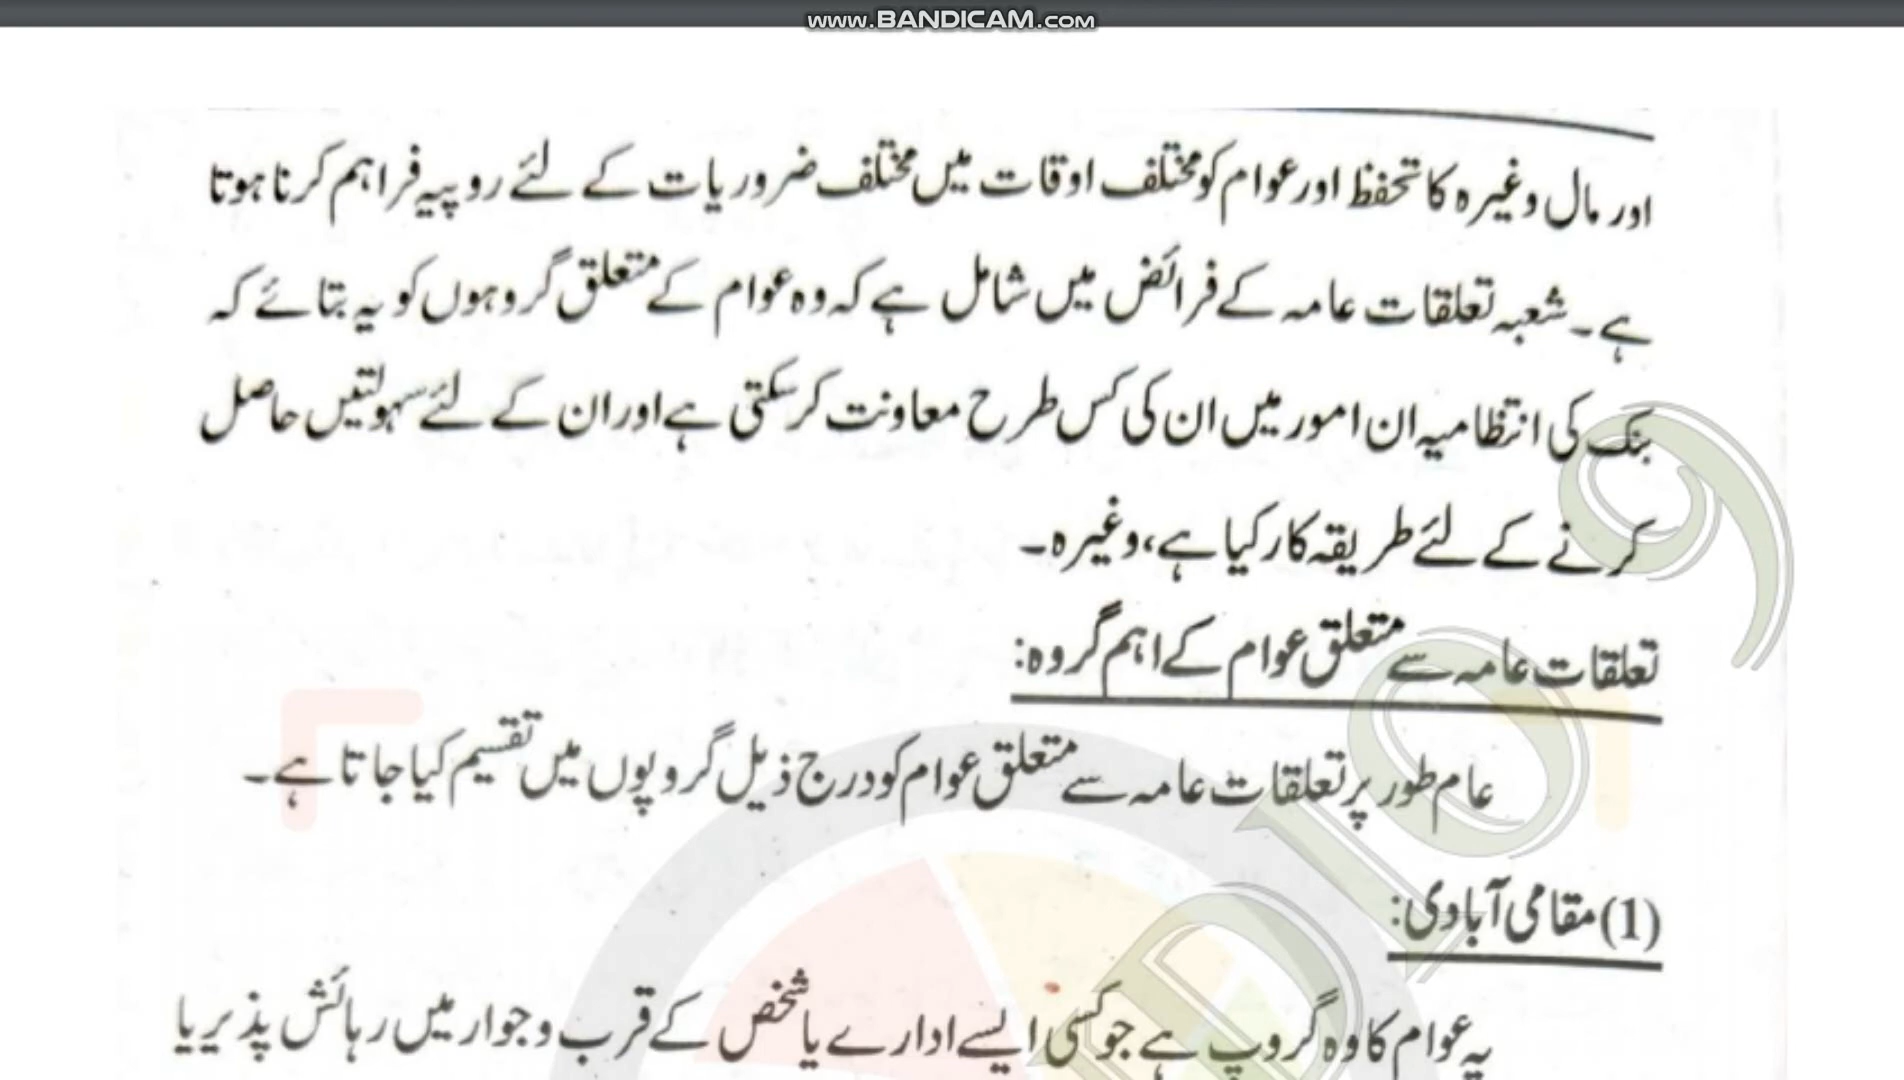 www.BANDICAM.com
اور مال وغیرہ کا تحفظ اور عوام کو مختلف اوقات میں مختلف ضروریات کے لئے روپیہ فراہم کرنا ہوتا
ہے۔ شعبہ تعلقات عامہ کے فرائض میں شامل ہے کہ وہ عوام کے متعلق گروہوں کو یہ بتائے کہ
بنک کی انتظامیہ ان امور میں ان کی کس طرح معاونت کر سکتی ہے اور ان کے لئے سہولتیں حاصل
کرنے کے لئے طریقہ کار کیا ہے، وغیرہ۔
تعلقات عامہ سے متعلق عوام کے اہم گروہ:
عام طور پر تعلقات عامہ سے متعلق عوام کو درج ذیل گروپوں میں تقسیم کیا جاتا ہے۔
(1) مقامی آبادی:
یہ عوام کا وہ گروپ ہے جو کسی ایسے ادارے یا شخص کے قرب و جوار میں رہائش پذیر یا